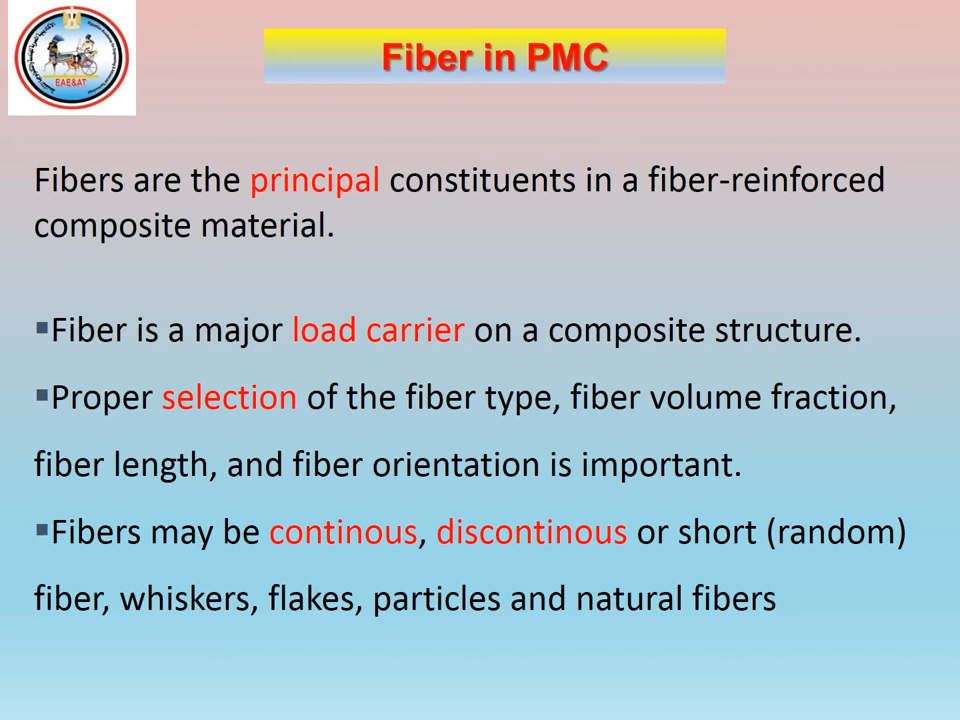 EAE&AT
Fiber in PMC
Fibers are the principal constituents in a fiber-reinforced
composite material.
▪Fiber is a major load carrier on a composite structure.
▪Proper selection of the fiber type, fiber volume fraction,
fiber length, and fiber orientation is important.
▪Fibers may be continous, discontinous or short (random)
fiber, whiskers, flakes, particles and natural fibers